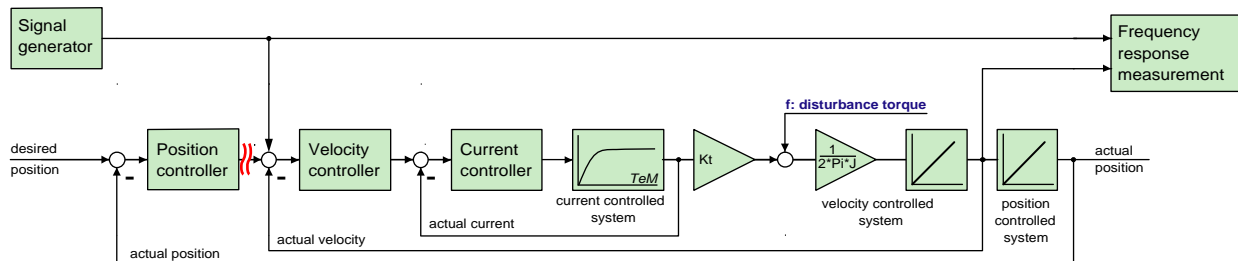 Signal
generator
Frequency
response
measurement
f: disturbance torque
desired
position
-
Position
controller
-
Velocity
controller
-
Current
controller
TeM
current controlled
system
Kt
1
2*Pi*J
velocity controlled
system
position
controlled
system
actual
position
actual current
actual velocity
actual position